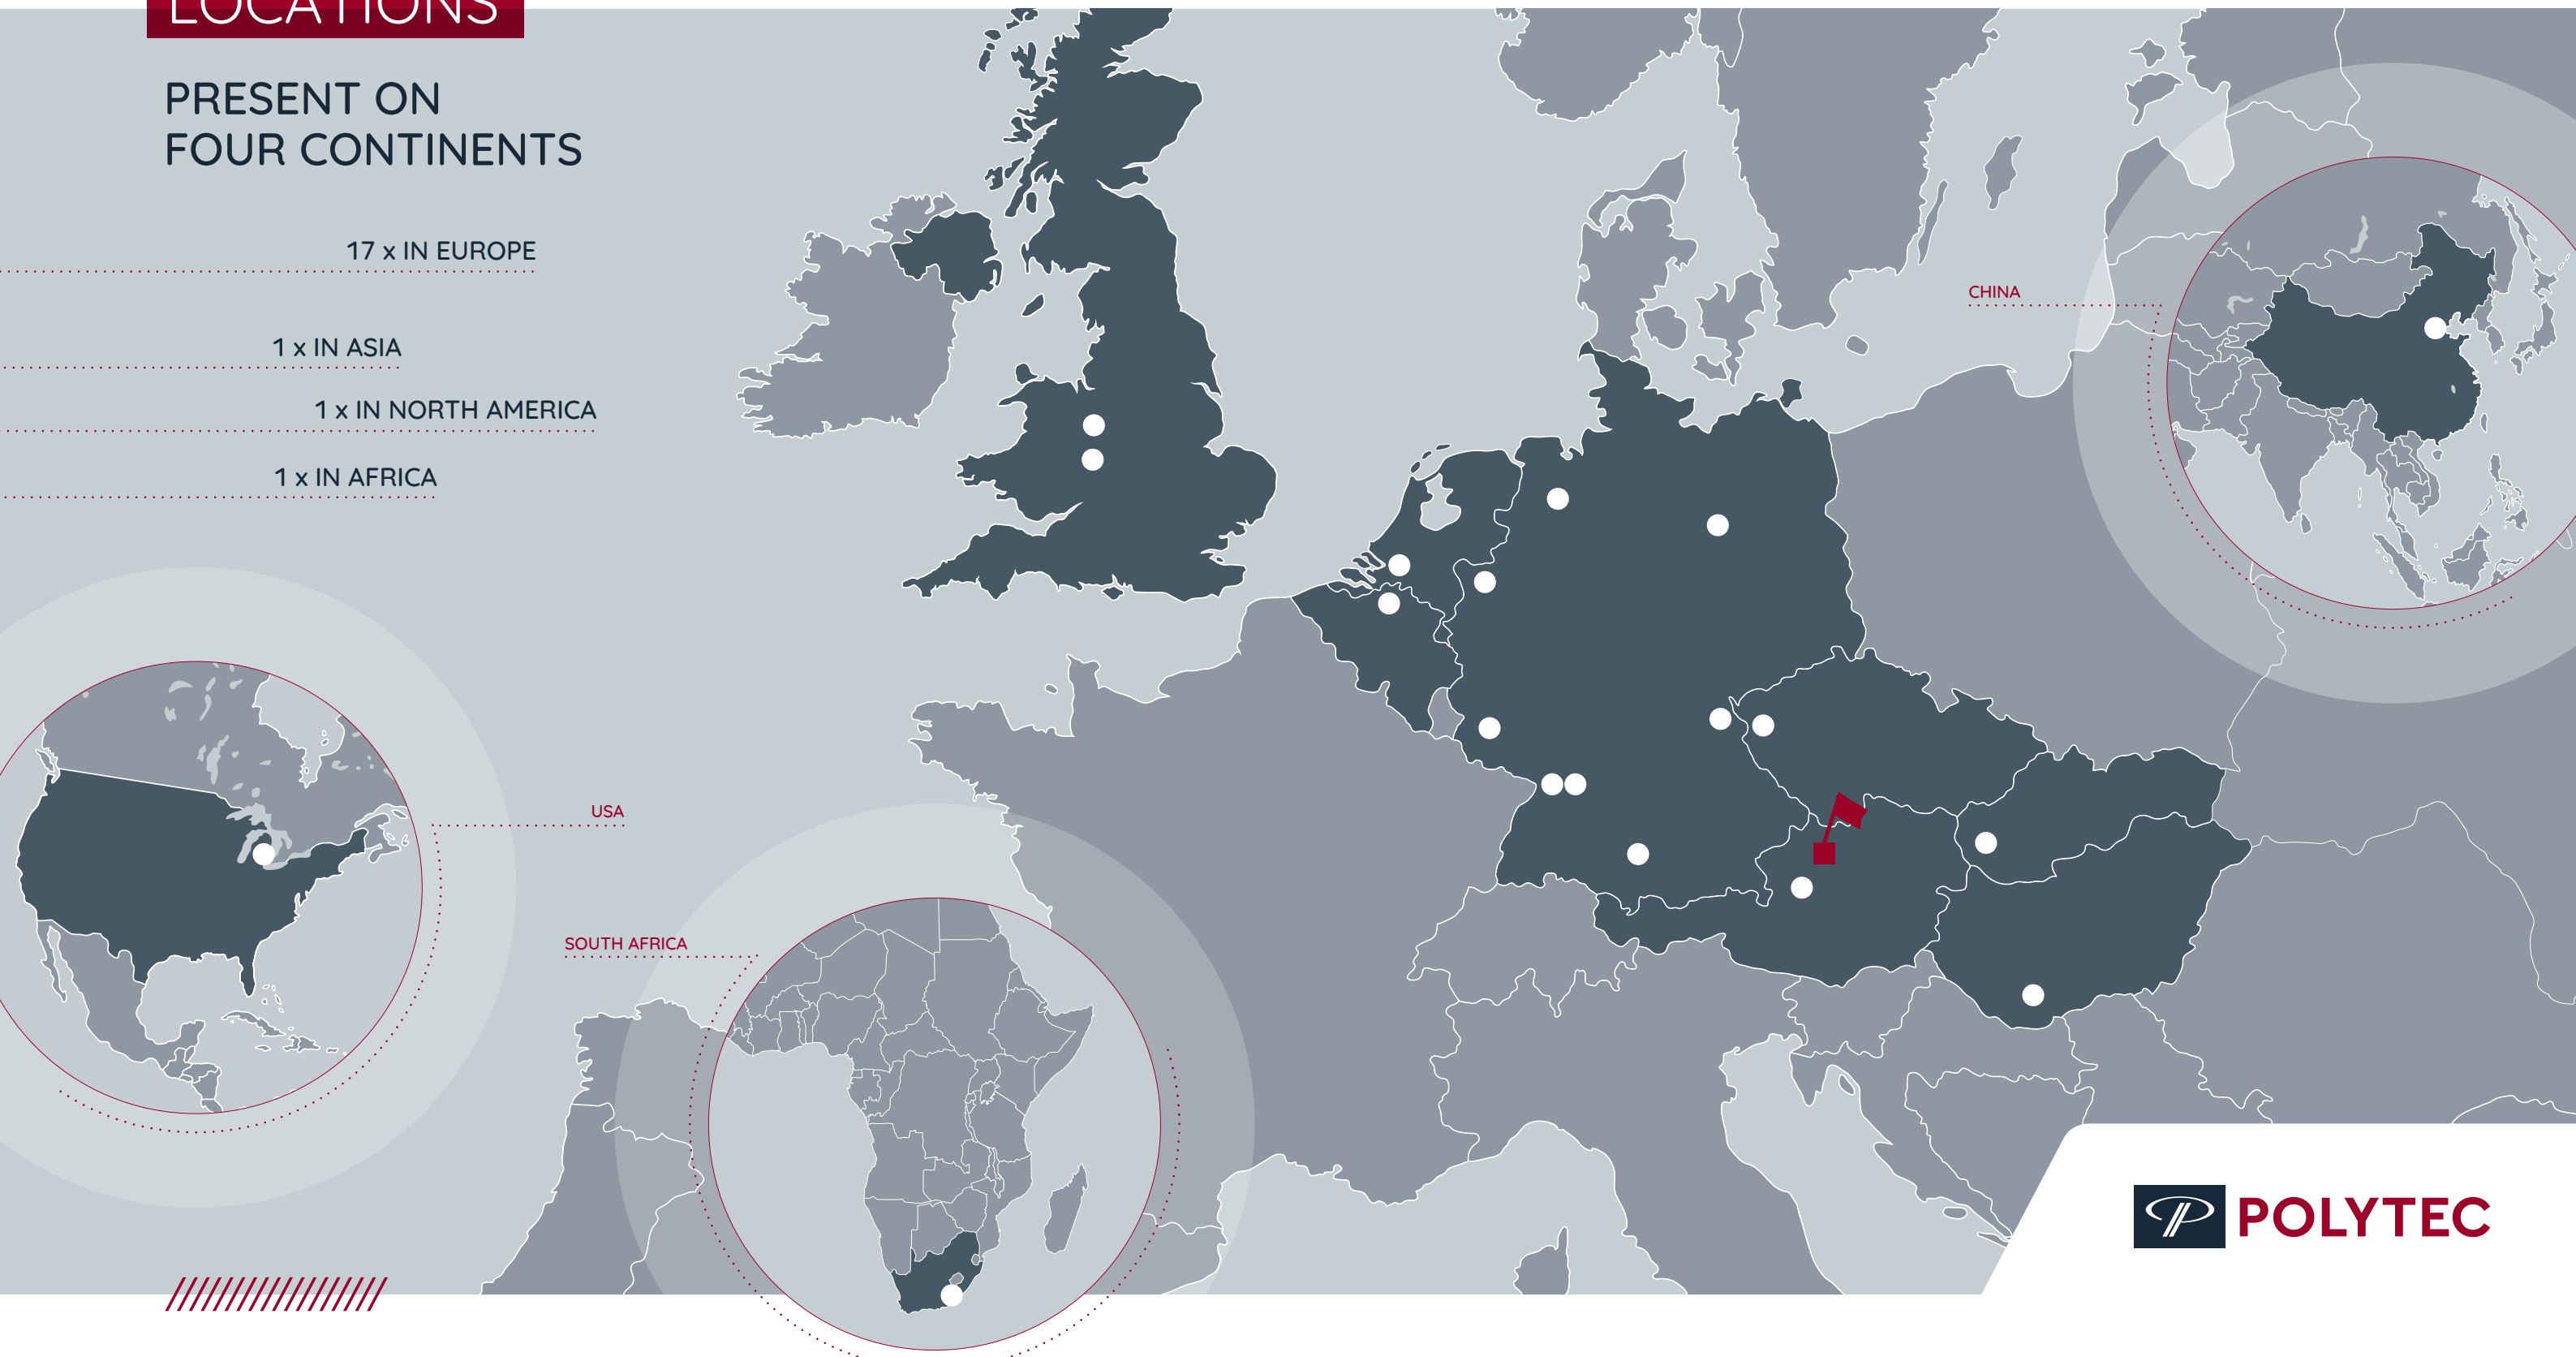 LOCATIONS
PRESENT ON
FOUR CONTINENTS
17 x IN EUROPE
1 x IN ASIA
1 x IN NORTH AMERICA
1 x IN AFRICA
CHINA
USA
SOUTH AFRICA
POLYTEC